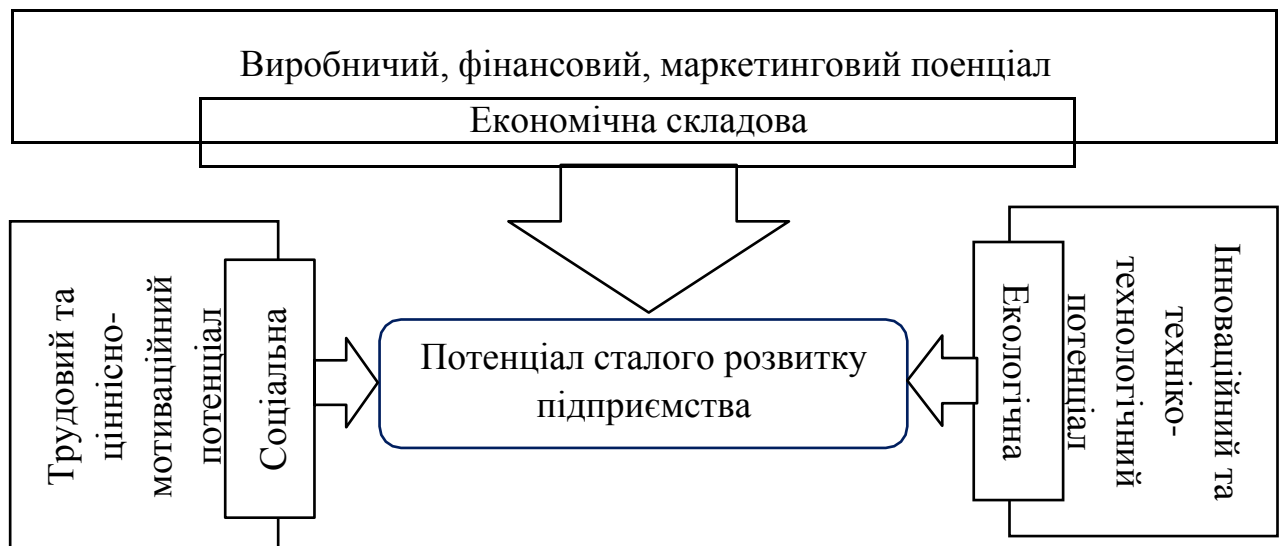 Виробничий, фінансовий, маркетинговий поенціал
Економічна складова
Трудовий та
ціннісно-
мотиваційний
потенціал
Соціальна
Потенціал сталого розвитку
підприємства
Екологічна
Інноваційний та
техніко-
технологічний
потенціал